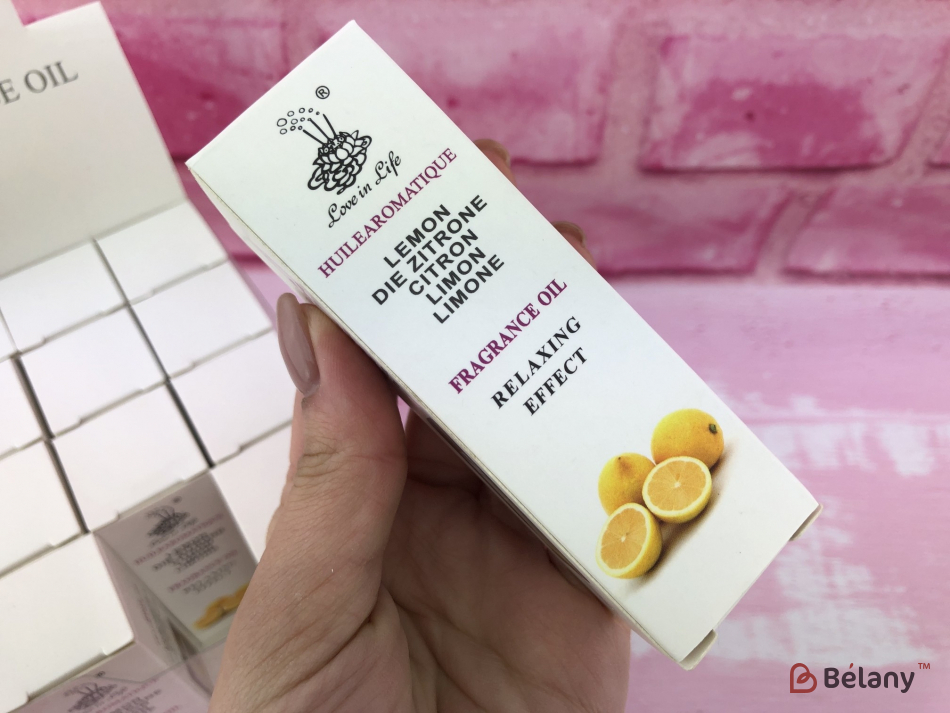 E OIL
®
Love in Life
HUILEAROMATIQUE
LEMON
DIE ZITRONE
CITRON
LIMON
LIMONE
FRAGRANCE OIL
RELAXING
EFFECT
Bélany™